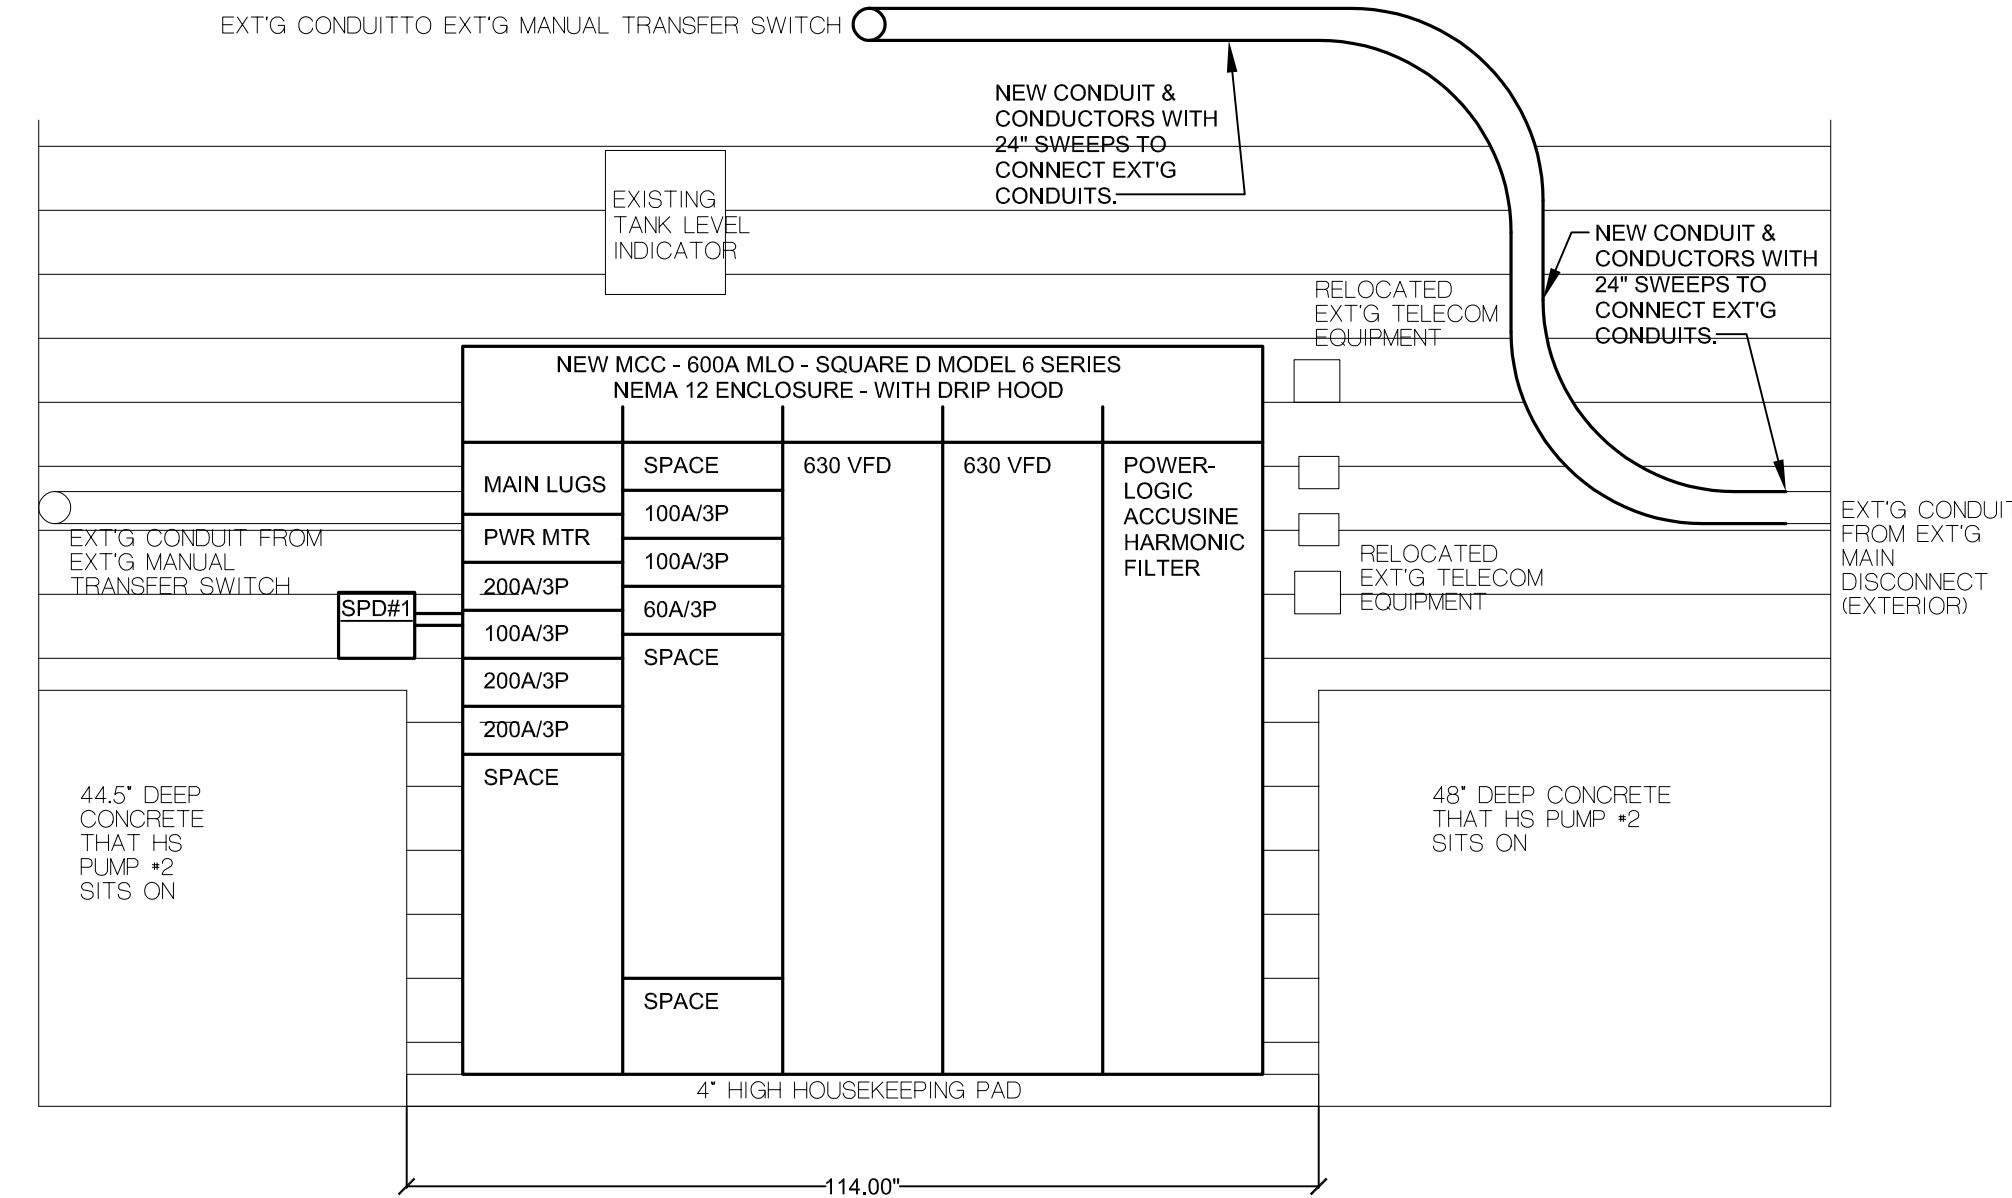 EXT'G CONDUITTO EXT'G MANUAL TRANSFER SWITCH
NEW CONDUIT &
CONDUCTORS WITH
24" SWEEPS TO
CONNECT EXT'G
CONDUITS.
EXISTING
TANK LEVEL
INDICATOR
NEW CONDUIT &
CONDUCTORS WITH
24" SWEEPS TO
CONNECT EXT'G
CONDUITS.
RELOCATED
EXT'G TELECOM
EQUIPMENT
NEW MCC - 600A MLO - SQUARE D MODEL 6 SERIES
NEMA 12 ENCLOSURE - WITH DRIP HOOD
MAIN LUGS
PWR MTR
200A/3P
100A/3P
200A/3P
200A/3P
SPACE
SPACE
100A/3P
100A/3P
60A/3P
SPACE
SPACE
630 VFD
630 VFD
POWER-
LOGIC
ACCUSINE
HARMONIC
FILTER
EXT'G CONDUIT FROM
EXT'G MANUAL
TRANSFER SWITCH
SPD#1
RELOCATED
EXT'G TELECOM
EQUIPMENT
EXT'G CONDUIT
FROM EXT'G
MAIN
DISCONNECT
(EXTERIOR)
44.5" DEEP
CONCRETE
THAT HS
PUMP #2
SITS ON
48" DEEP CONCRETE
THAT HS PUMP #2
SITS ON
4" HIGH HOUSEKEEPING PAD
114.00"